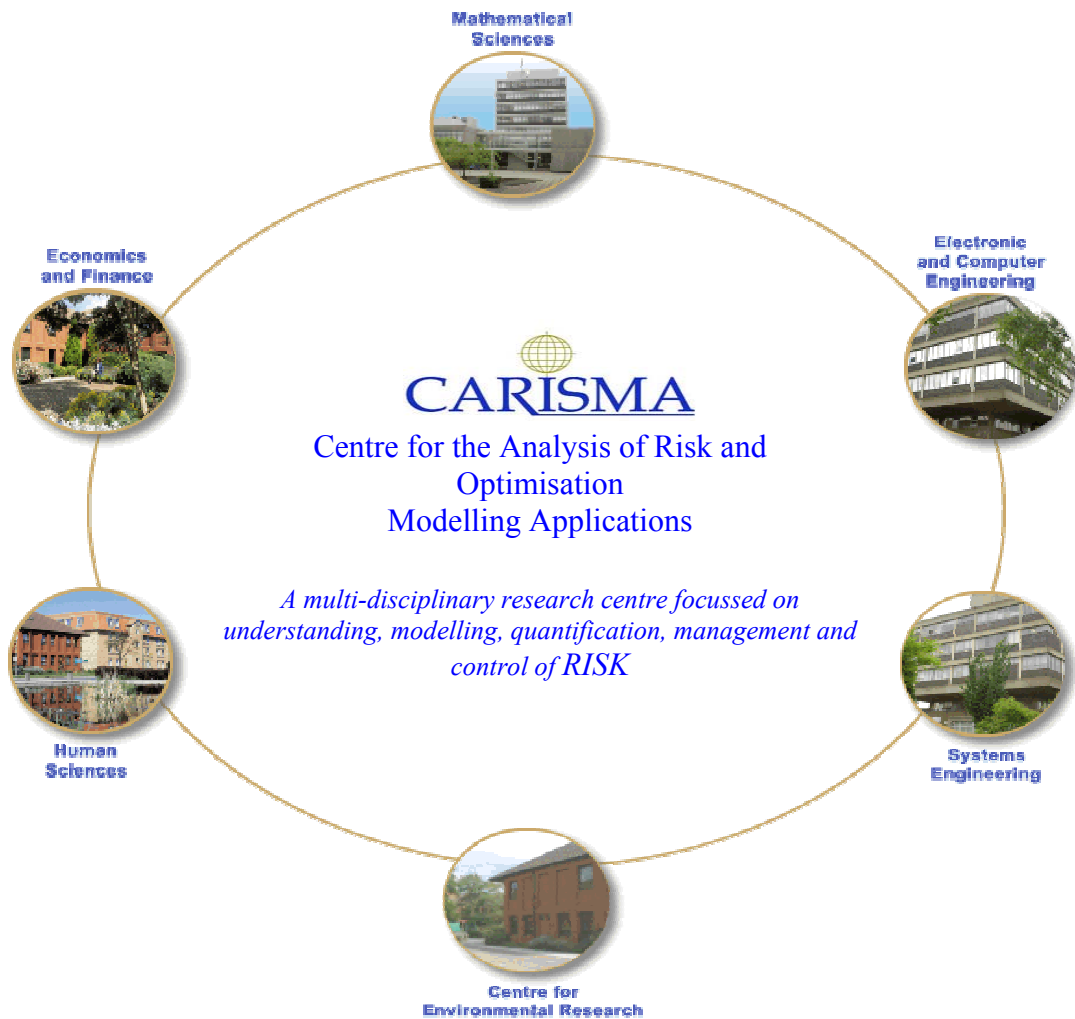 Mathematical
Sciences
Economics
and Finance
Electronic
and Computer
Engineering
CARISMA
Centre for the Analysis of Risk and
Optimisation
Modelling Applications
A multi-disciplinary research centre focussed on
understanding, modelling, quantification, management and
control of RISK
Human
Sciences
Systems
Engineering
Centre for
Environmental Research